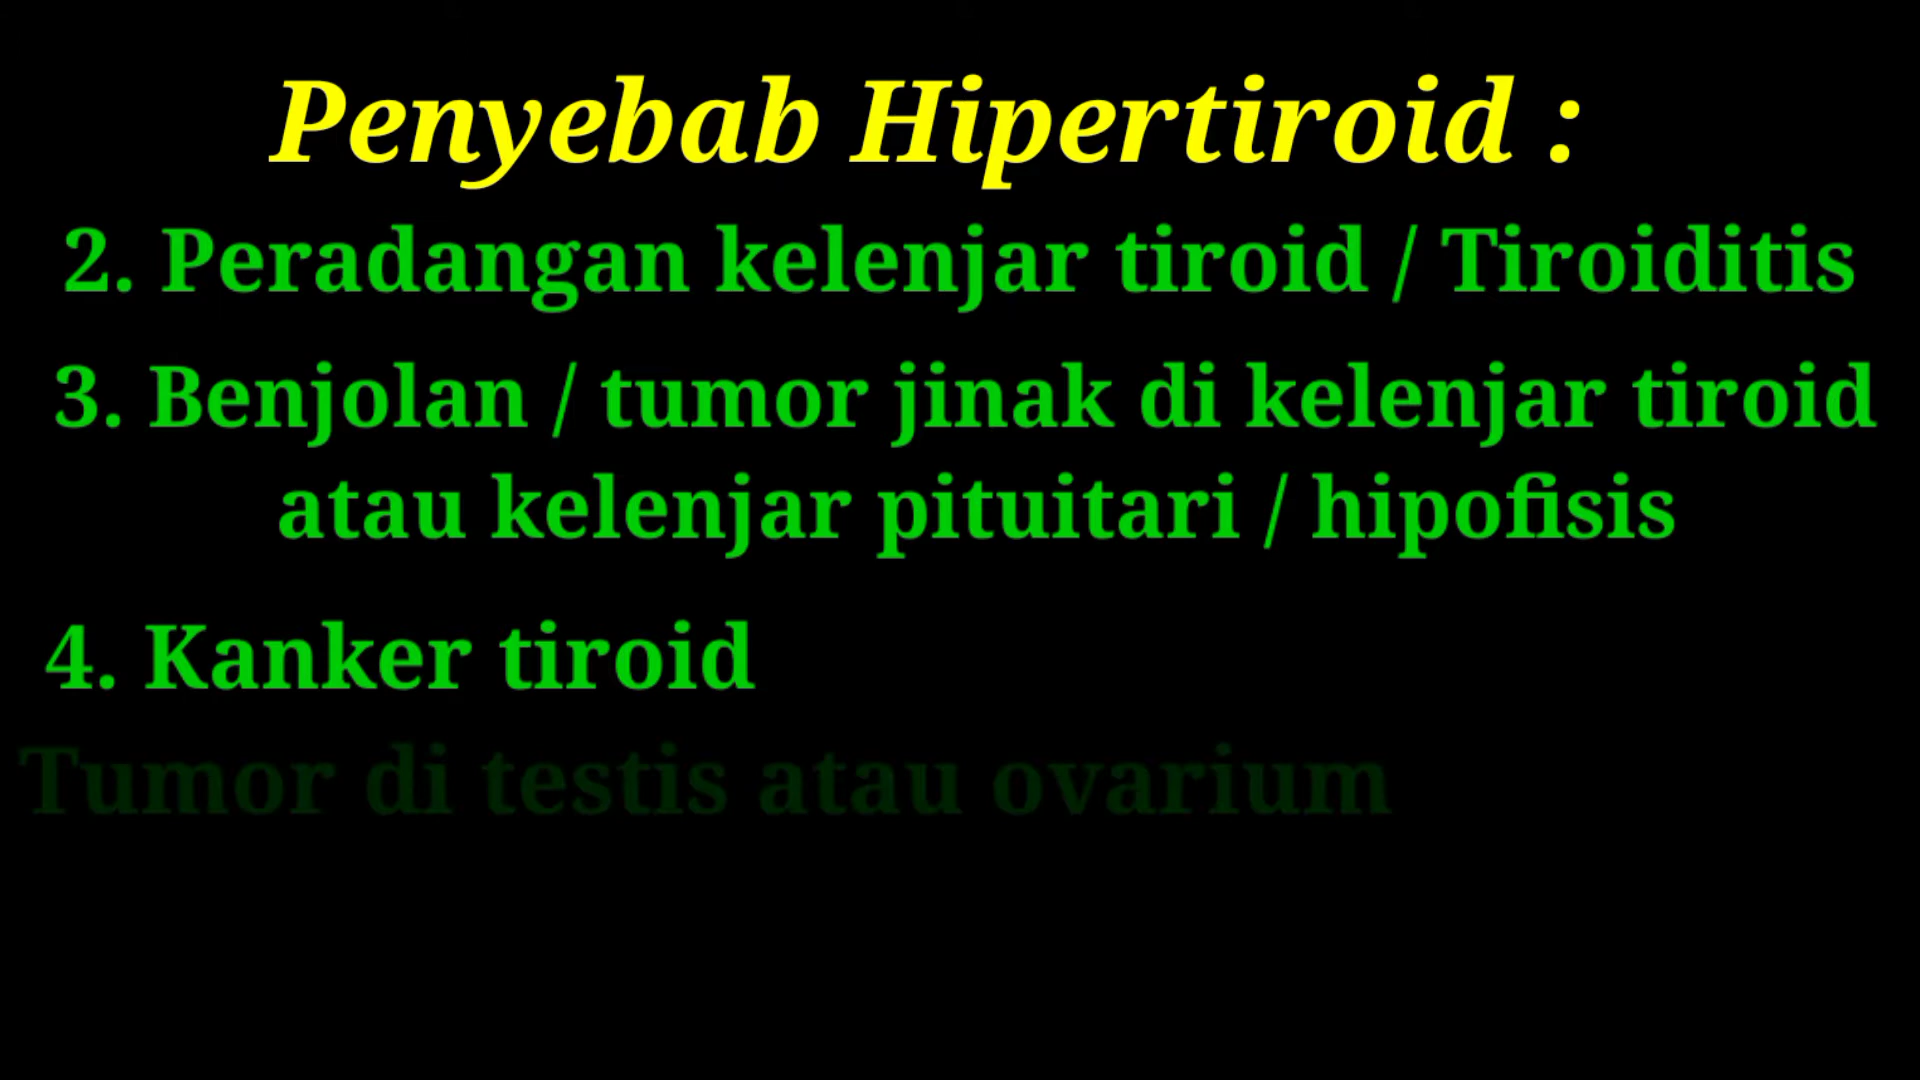 Penyebab Hipertiroid :
2. Peradangan kelenjar tiroid / Tiroiditis
3. Benjolan / tumor jinak di kelenjar tiroid
atau kelenjar pituitari / hipofisis
4. Kanker tiroid
Tumor di testis atau ovarium